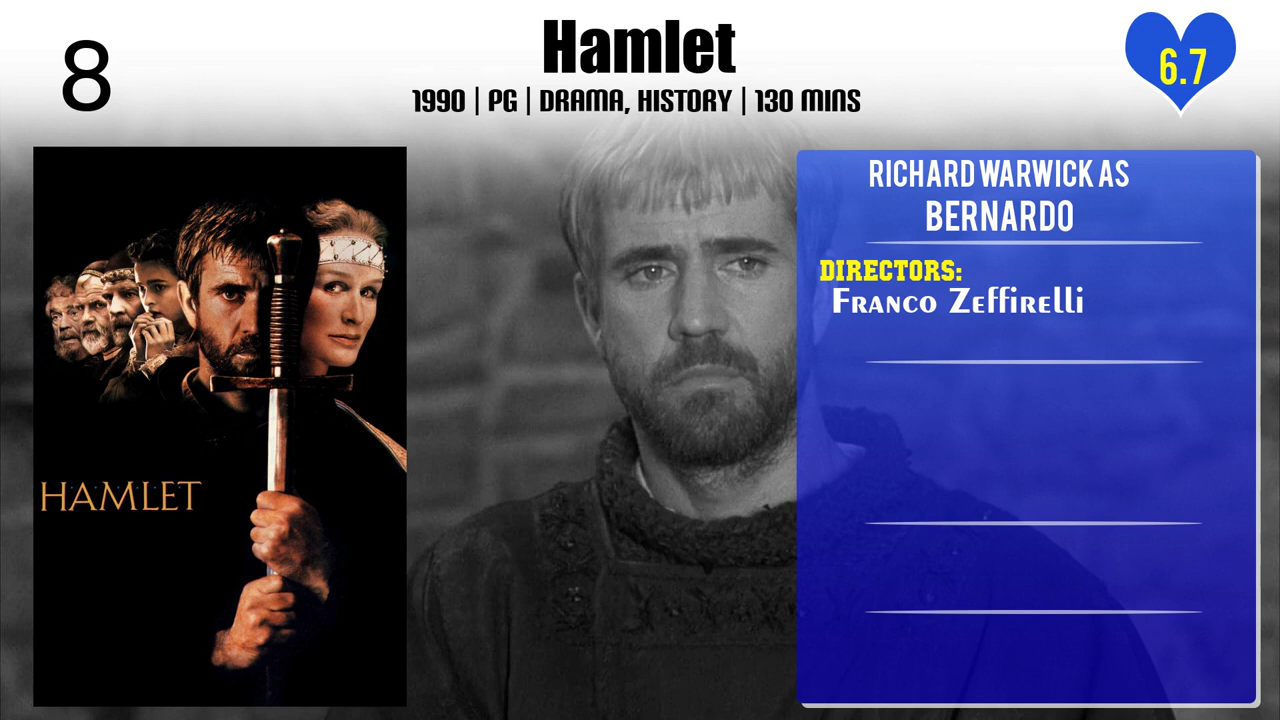 8
Hamlet
1990 | PG | DRAMA, HISTORY | 130 MINS
6.7
HAMLET
RICHARD WARWICK AS
BERNARDO
DIRECTORS:
Franco Zeffirelli